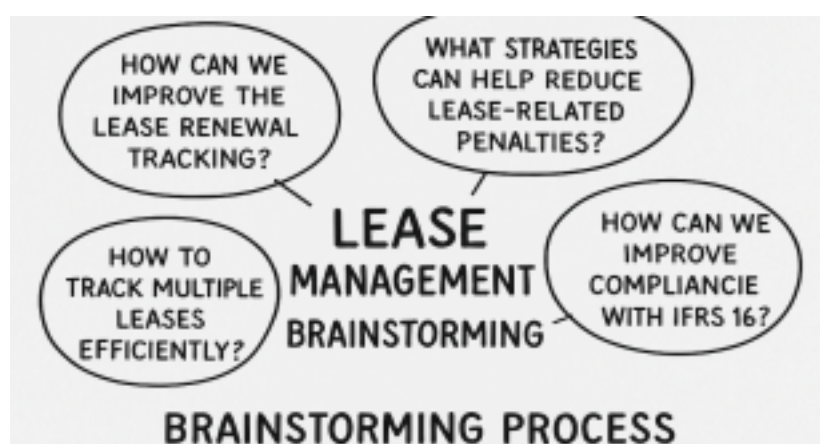 HOW CAN WE
IMPROVE THE
LEASE RENEWAL
TRACKING?
WHAT STRATEGIES
CAN HELP REDUCE
LEASE-RELATED
PENALTIES?
HOW TO
TRACK MULTIPLE
LEASES
EFFICIENTLY?
LEASE
MANAGEMENT
BRAINSTORMING
HOW CAN WE
IMPROVE
COMPLIANCIE
WITH IFRS 16?
BRAINSTORMING PROCESS